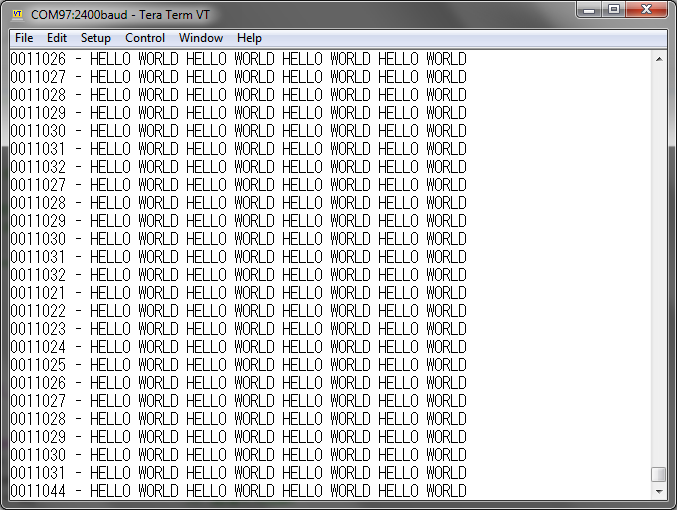 COM97:2400baud - Tera Term VT
File Edit Setup Control Window Help
0011026 - HELLO WORLD HELLO WORLD HELLO WORLD HELLO WORLD
0011027 - HELLO WORLD HELLO WORLD HELLO WORLD HELLO WORLD
0011028 - HELLO WORLD HELLO WORLD HELLO WORLD HELLO WORLD
0011029 - HELLO WORLD HELLO WORLD HELLO WORLD HELLO WORLD
0011030 - HELLO WORLD HELLO WORLD HELLO WORLD HELLO WORLD
0011031 - HELLO WORLD HELLO WORLD HELLO WORLD HELLO WORLD
0011032 - HELLO WORLD HELLO WORLD HELLO WORLD HELLO WORLD
0011027 - HELLO WORLD HELLO WORLD HELLO WORLD HELLO WORLD
0011028 - HELLO WORLD HELLO WORLD HELLO WORLD HELLO WORLD
0011029 - HELLO WORLD HELLO WORLD HELLO WORLD HELLO WORLD
0011030 - HELLO WORLD HELLO WORLD HELLO WORLD HELLO WORLD
0011031 - HELLO WORLD HELLO WORLD HELLO WORLD HELLO WORLD
0011032 - HELLO WORLD HELLO WORLD HELLO WORLD HELLO WORLD
0011021 - HELLO WORLD HELLO WORLD HELLO WORLD HELLO WORLD
0011022 - HELLO WORLD HELLO WORLD HELLO WORLD HELLO WORLD
0011023 - HELLO WORLD HELLO WORLD HELLO WORLD HELLO WORLD
0011024 - HELLO WORLD HELLO WORLD HELLO WORLD HELLO WORLD
0011025 - HELLO WORLD HELLO WORLD HELLO WORLD HELLO WORLD
0011026 - HELLO WORLD HELLO WORLD HELLO WORLD HELLO WORLD
0011027 - HELLO WORLD HELLO WORLD HELLO WORLD HELLO WORLD
0011028 - HELLO WORLD HELLO WORLD HELLO WORLD HELLO WORLD
0011029 - HELLO WORLD HELLO WORLD HELLO WORLD HELLO WORLD
0011030 - HELLO WORLD HELLO WORLD HELLO WORLD HELLO WORLD
0011031 - HELLO WORLD HELLO WORLD HELLO WORLD HELLO WORLD
0011044 - HELLO WORLD HELLO WORLD HELLO WORLD HELLO WORLD